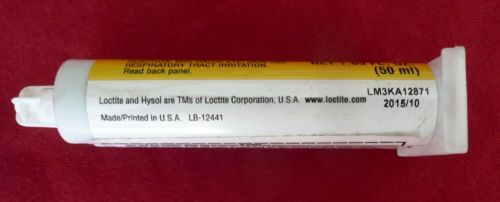 RESPIRATORY TRACT IRRITATION.
Read back panel.
(50 ml)
Loctite and Hysol are TMs of Loctite Corporation, U.S.A. www.loctite.com
LM3KA12871
2015/10
Made/Printed in U.S.A. LB-12441